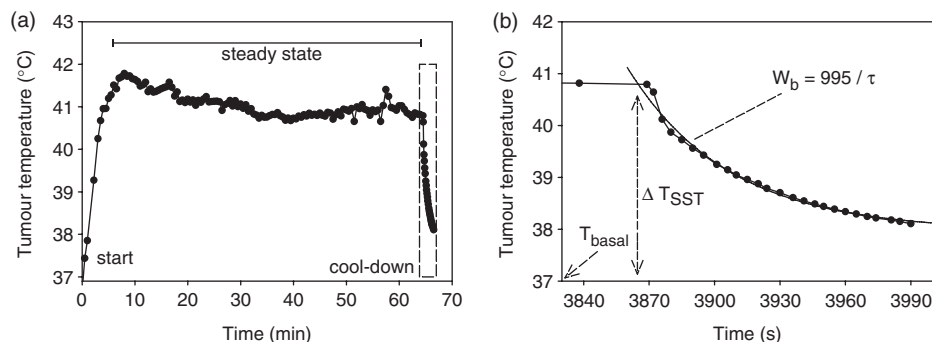 (a)
43
42
41
40
39
38
37
Tumour temperature (°C)
steady state
start
cool-down
0 10 20 30 40 50 60 70
Time (min)
(b)
42
41
40
39
38
37
Tumour temperature (°C)
W_b = 995 / τ
Δ T_SST
T_basal
3840 3870 3900 3930 3960 3990
Time (s)